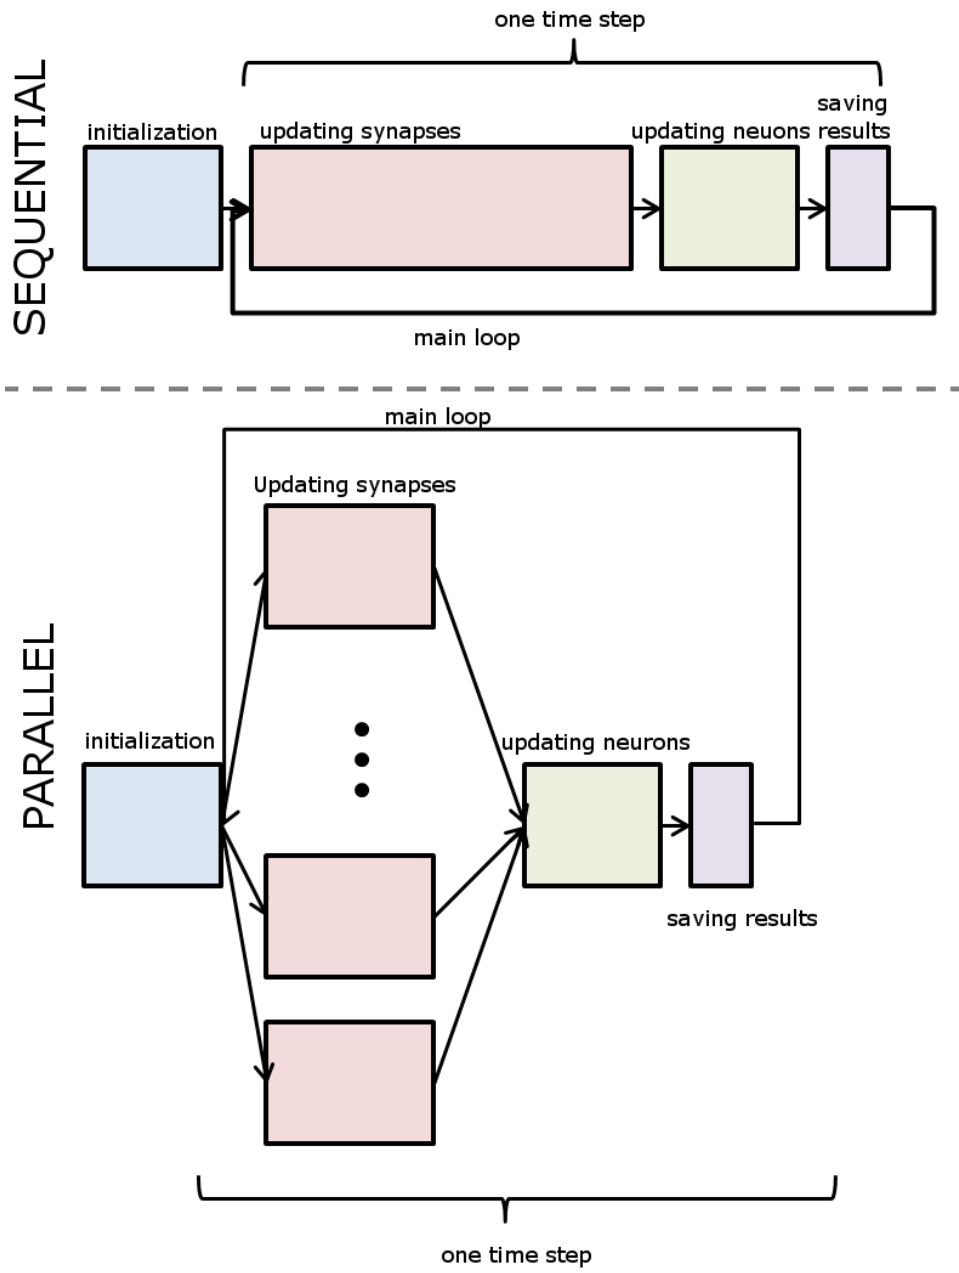 one time step
SEQUENTIAL
saving
initialization updating synapses updating neuons results
main loop
main loop
Updating synapses
PARALLEL
initialization updating neurons
saving results
one time step